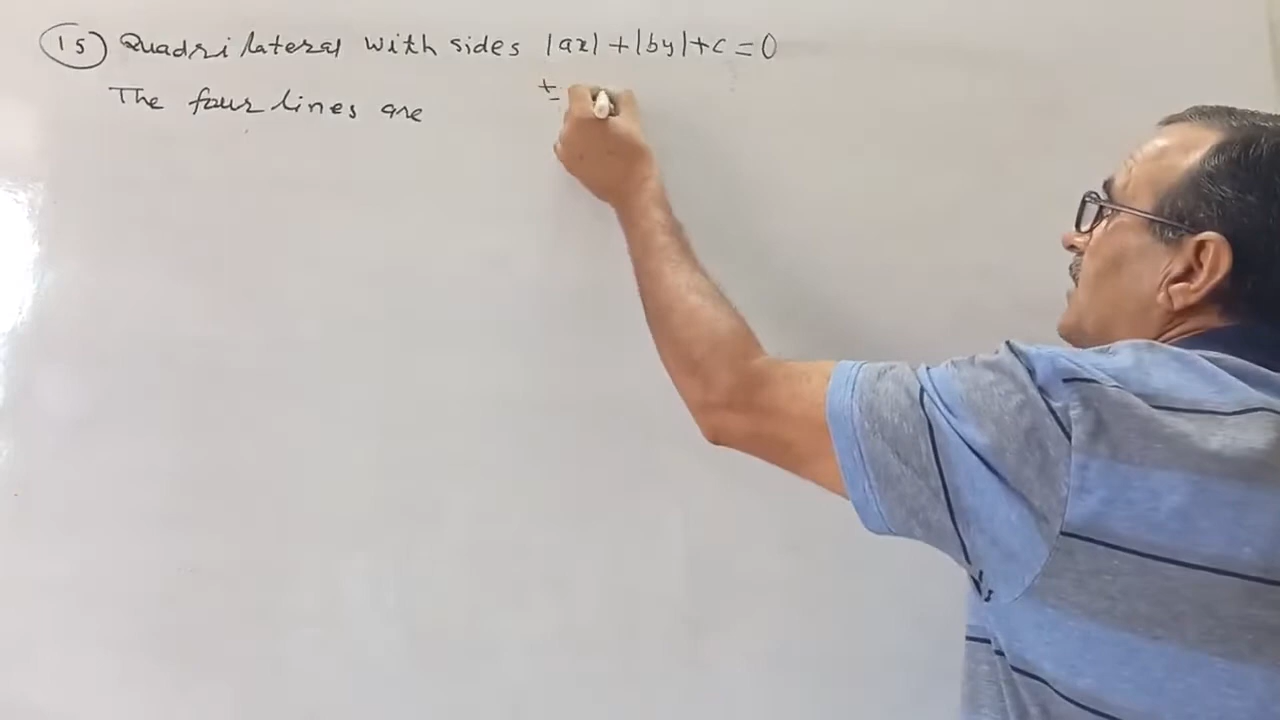 (15) Quadrilateral with sides |ax| + |by| + c = 0
The four lines are ±